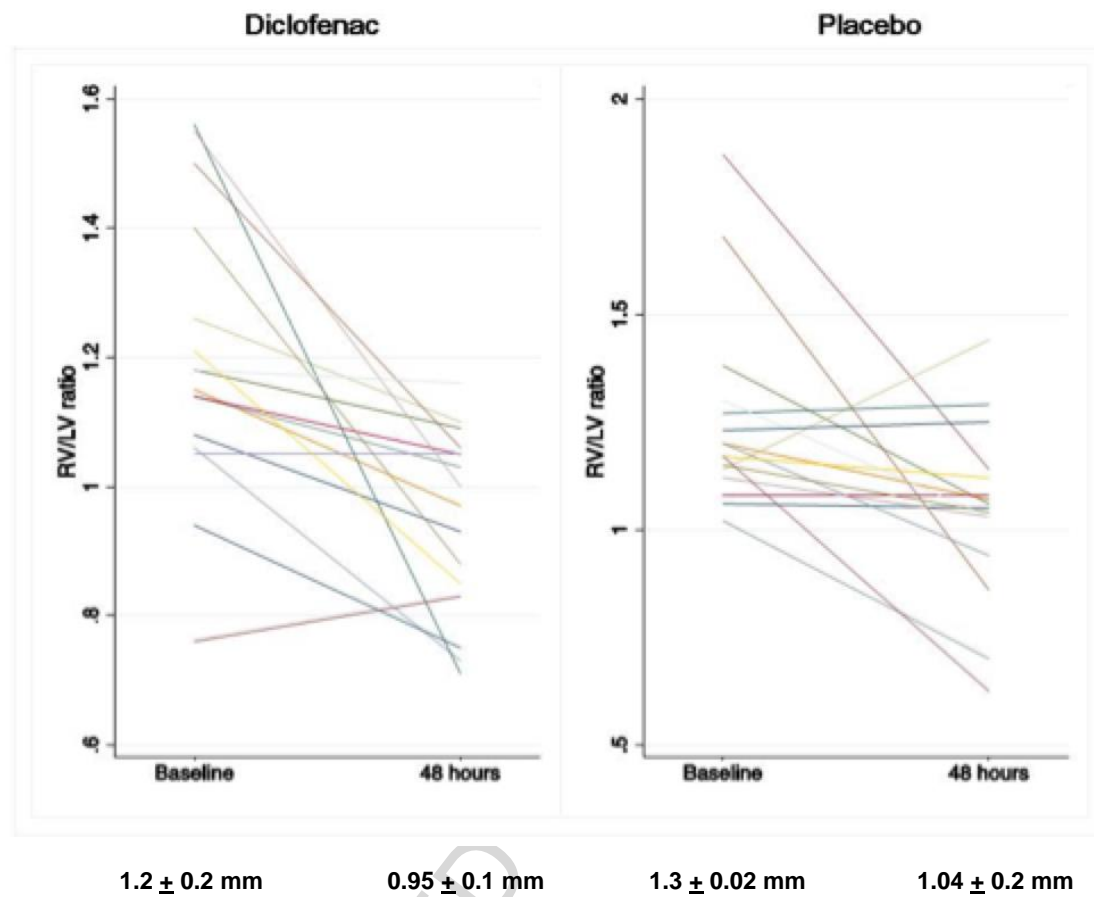 Diclofenac
Placebo
RV/LV ratio
1.6
1.4
1.2
1
.8
.6
Baseline
48 hours
RV/LV ratio
2
1.5
1
.5
Baseline
48 hours
1.2 ± 0.2 mm
0.95 ± 0.1 mm
1.3 ± 0.02 mm
1.04 ± 0.2 mm